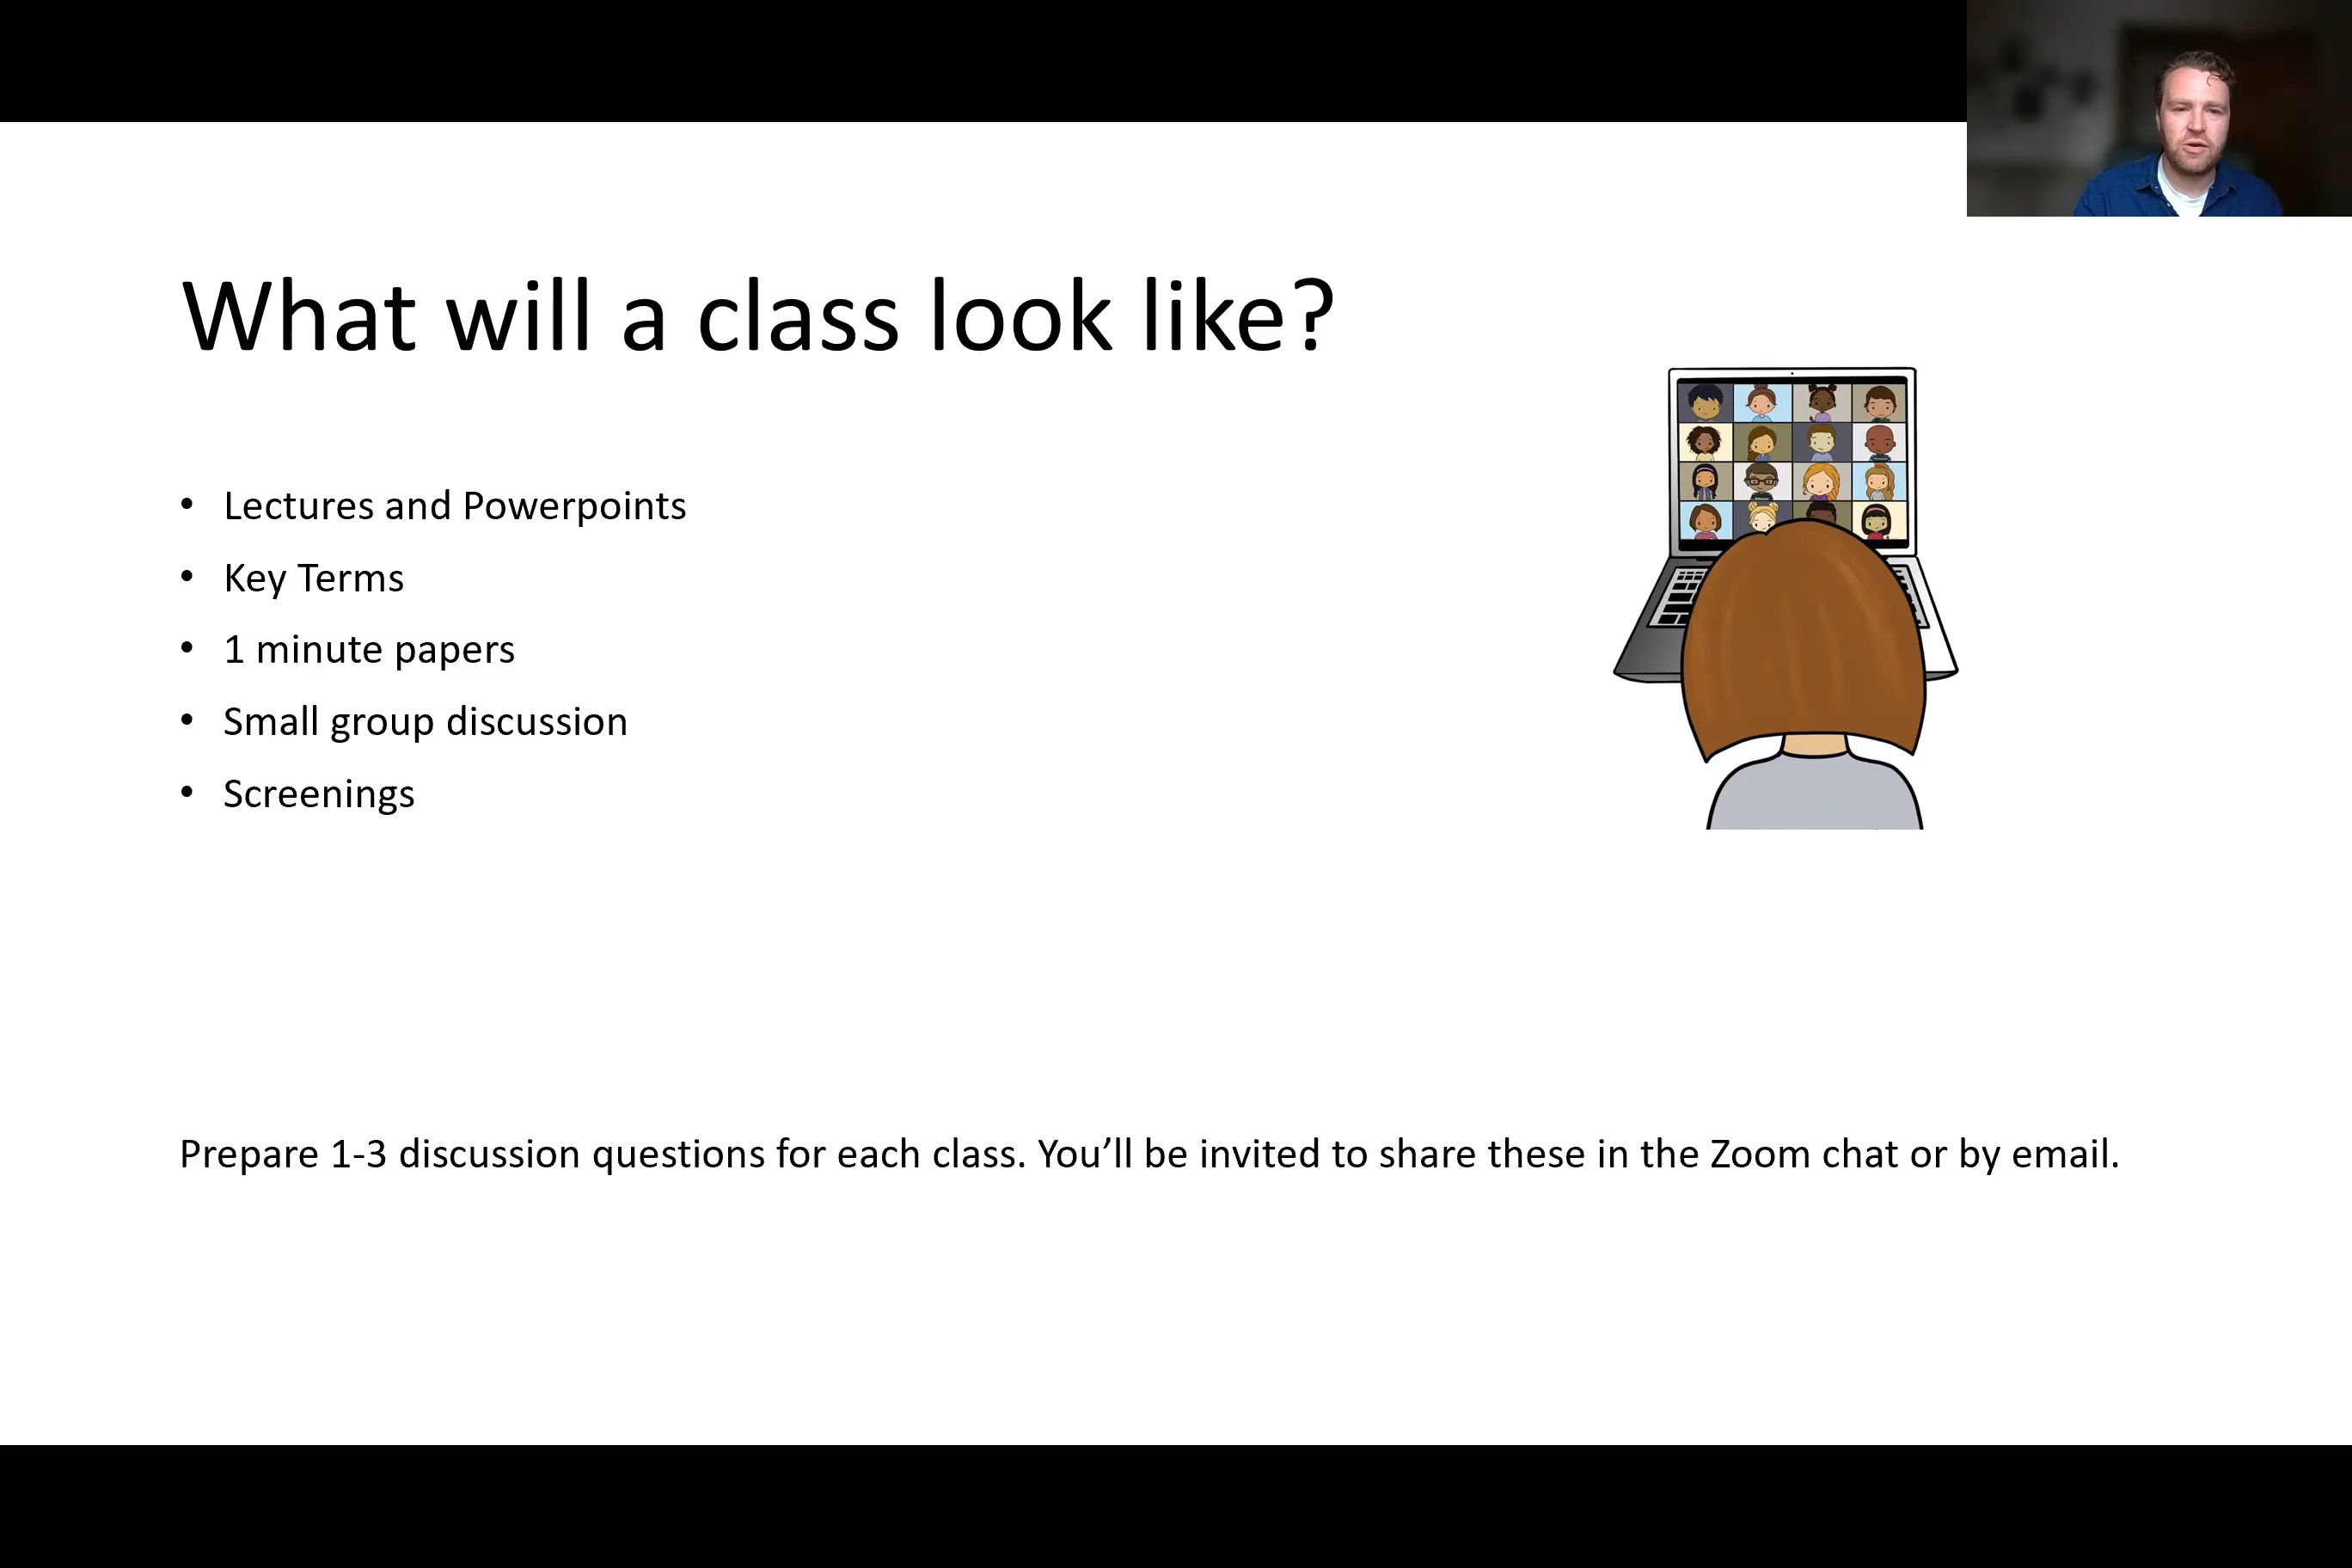 What will a class look like?
• Lectures and Powerpoints
• Key Terms
• 1 minute papers
• Small group discussion
• Screenings
Prepare 1-3 discussion questions for each class. You’ll be invited to share these in the Zoom chat or by email.